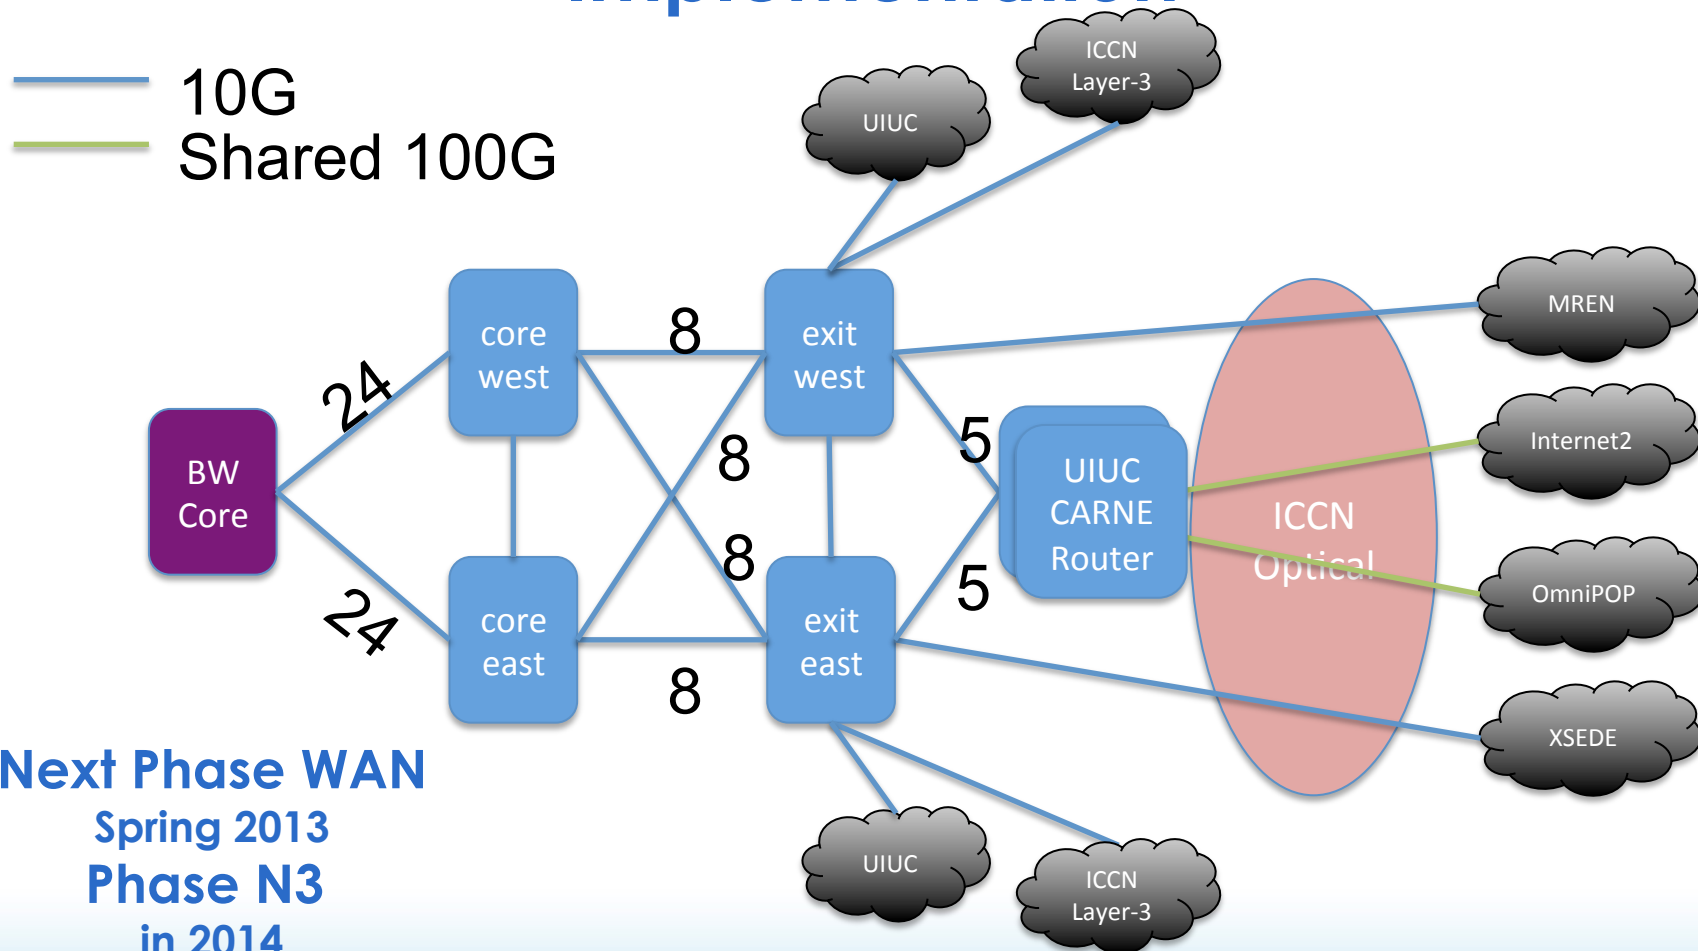 Implementation
10G
Shared 100G
ICCN
Layer-3
UIUC
MREN
core
west
8
exit
west
24
5
Internet2
BW
Core
8
UIUC
CARNE
Router
ICCN
Optical
8
5
OmniPOP
24
core
east
exit
east
8
XSEDE
Next Phase WAN
Spring 2013
Phase N3
in 2014
UIUC
ICCN
Layer-3